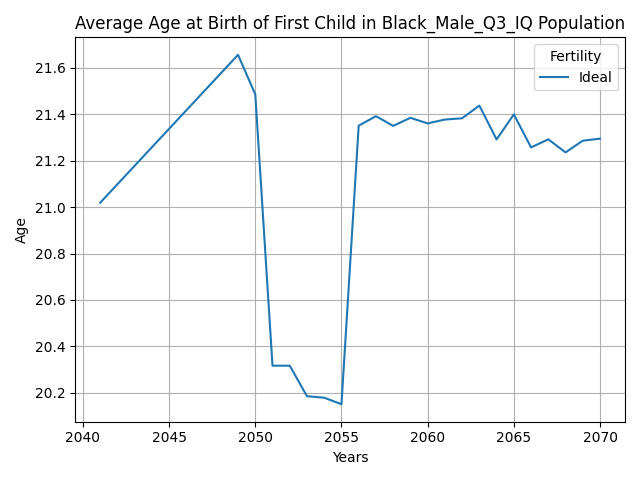 Average Age at Birth of First Child in Black_Male_Q3_IQ Population
Fertility
Ideal
21.6
21.4
21.2
21.0
20.8
20.6
20.4
20.2
Age
2040 2045 2050 2055 2060 2065 2070
Years